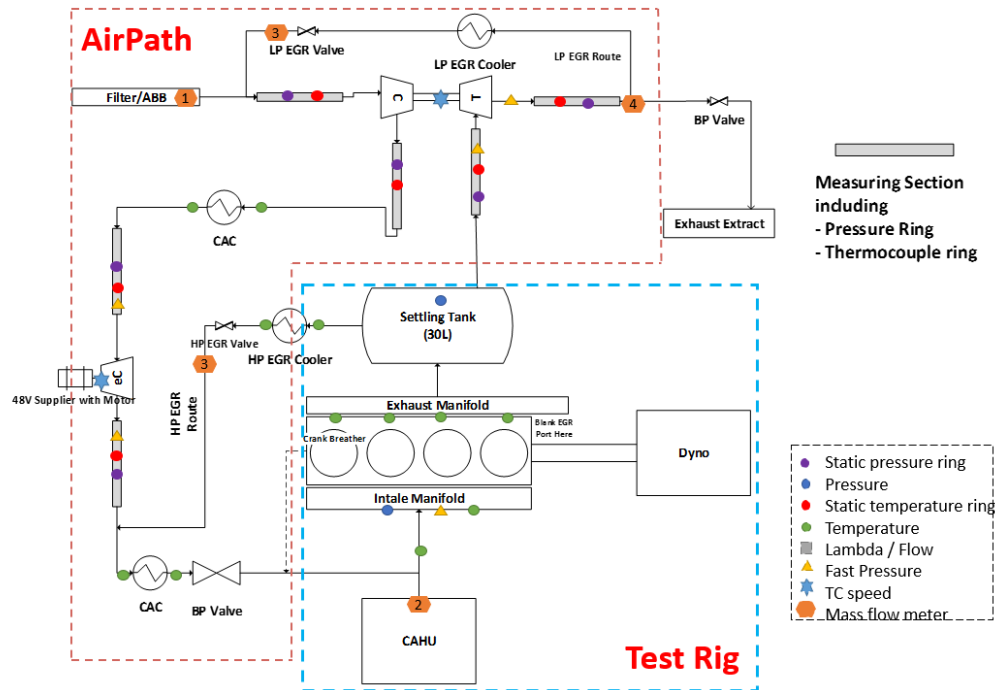 AirPath
3
LP EGR Valve
LP EGR Cooler
LP EGR Route
Filter/ABB
1
C
T
4
BP Valve
Measuring Section
including
- Pressure Ring
- Thermocouple ring
Exhaust Extract
CAC
Settling Tank
(30L)
HP EGR Valve
HP EGR Cooler
3
eC
48V Supplier with Motor
HP EGR
Route
Exhaust Manifold
Blank EGR
Port Here
Crank Breather
Dyno
Intale Manifold
CAC
BP Valve
2
CAHU
Test Rig
Static pressure ring
Pressure
Static temperature ring
Temperature
Lambda / Flow
Fast Pressure
TC speed
Mass flow meter